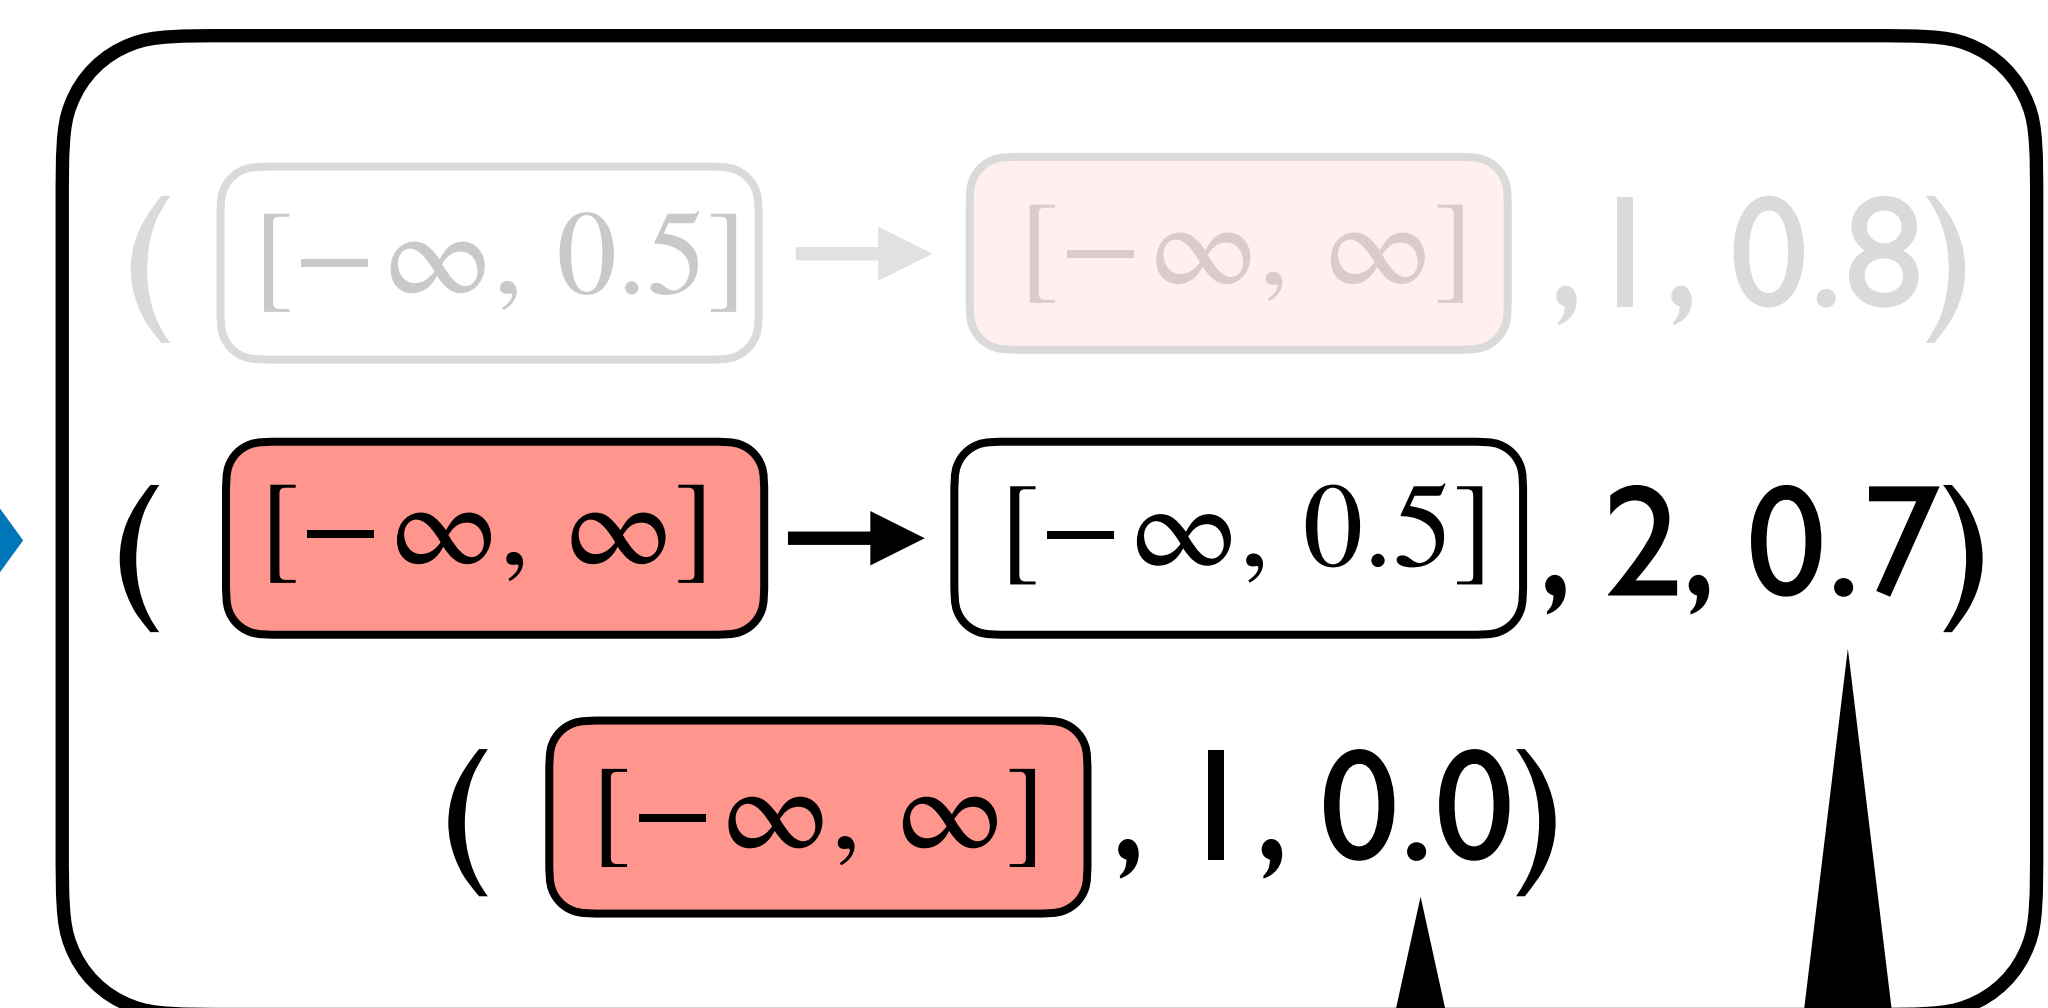 ( [−∞, 0.5] → [−∞, ∞] , 1, 0.8)
( [−∞, ∞] → [−∞, 0.5] , 2, 0.7)
( [−∞, ∞] , 1, 0.0)